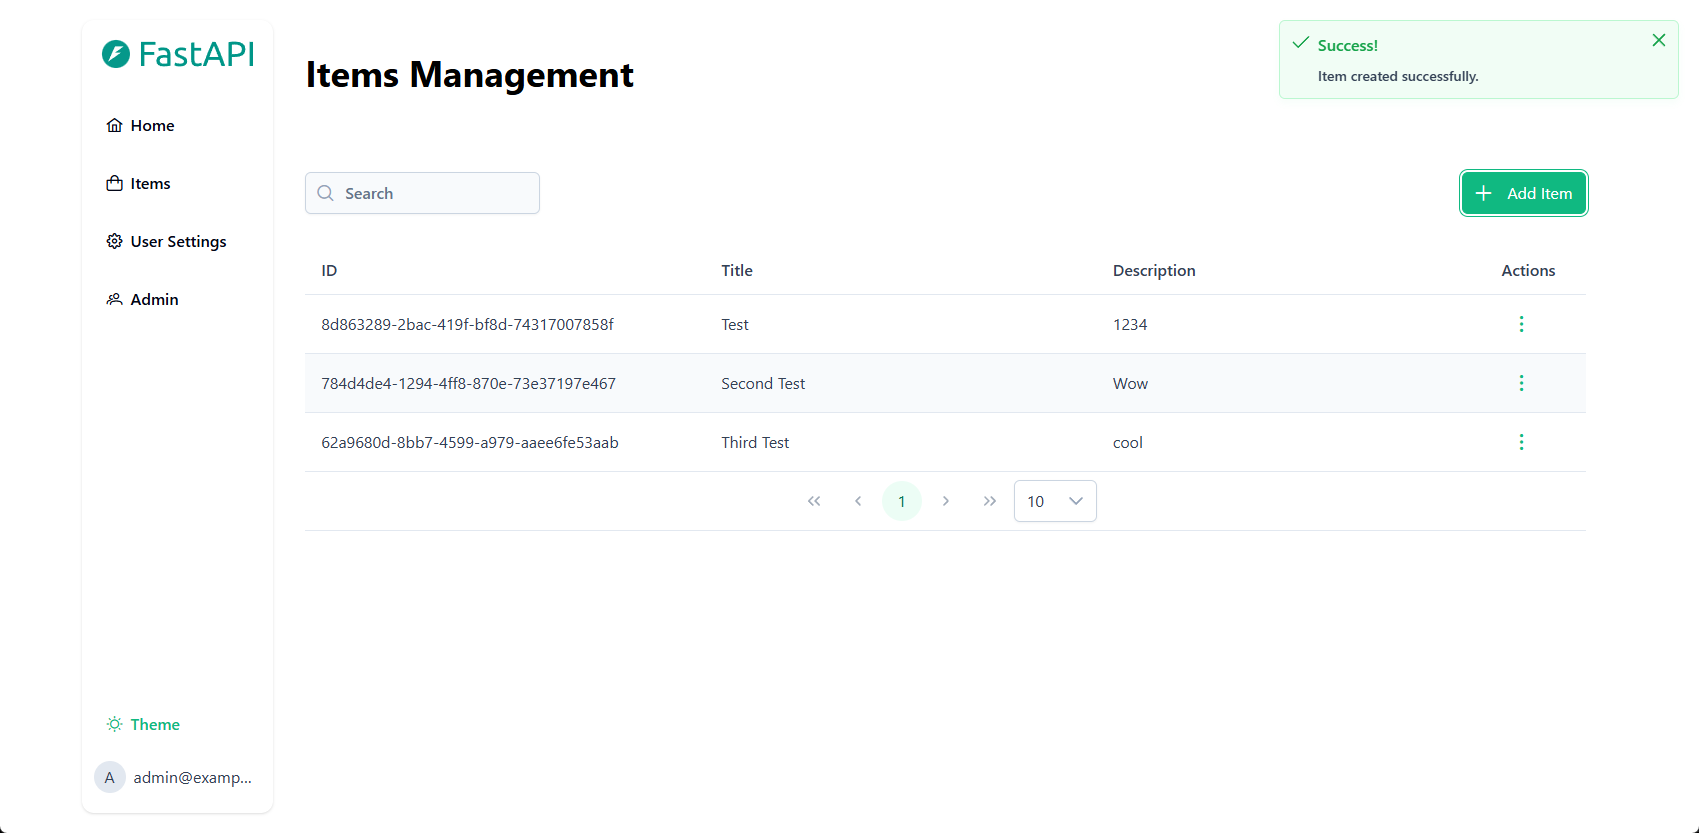 FastAPI
Home
Items
User Settings
Admin
Theme
A admin@examp...
Items Management
Success!
Item created successfully.
Search
Add Item
ID Title Description Actions
8d863289-2bac-419f-bf8d-74317007858f Test 1234
784d4de4-1294-4ff8-870e-73e37197e467 Second Test Wow
62a9680d-8bb7-4599-a979-aaee6fe53aab Third Test cool
1 10